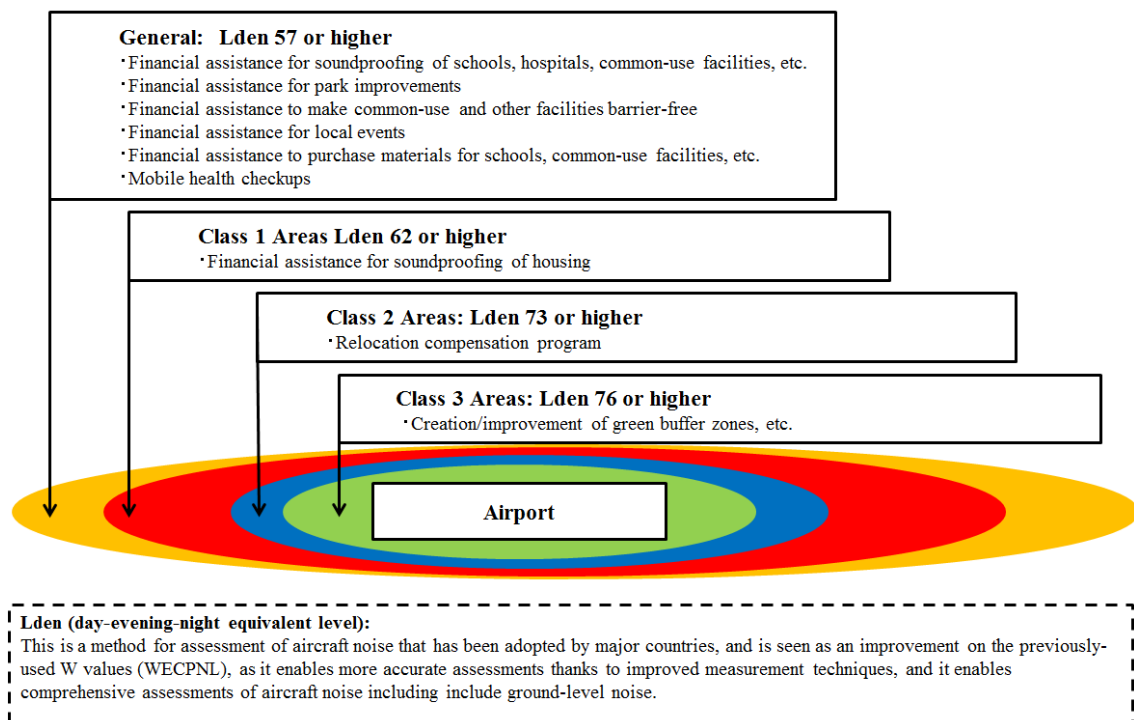 General: Lden 57 or higher
・Financial assistance for soundproofing of schools, hospitals, common-use facilities, etc.
・Financial assistance for park improvements
・Financial assistance to make common-use and other facilities barrier-free
・Financial assistance for local events
・Financial assistance to purchase materials for schools, common-use facilities, etc.
・Mobile health checkups
Class 1 Areas Lden 62 or higher
・Financial assistance for soundproofing of housing
Class 2 Areas: Lden 73 or higher
・Relocation compensation program
Class 3 Areas: Lden 76 or higher
・Creation/improvement of green buffer zones, etc.
Airport
Lden (day-evening-night equivalent level):
This is a method for assessment of aircraft noise that has been adopted by major countries, and is seen as an improvement on the previously-
used W values (WECPNL), as it enables more accurate assessments thanks to improved measurement techniques, and it enables
comprehensive assessments of aircraft noise including include ground-level noise.